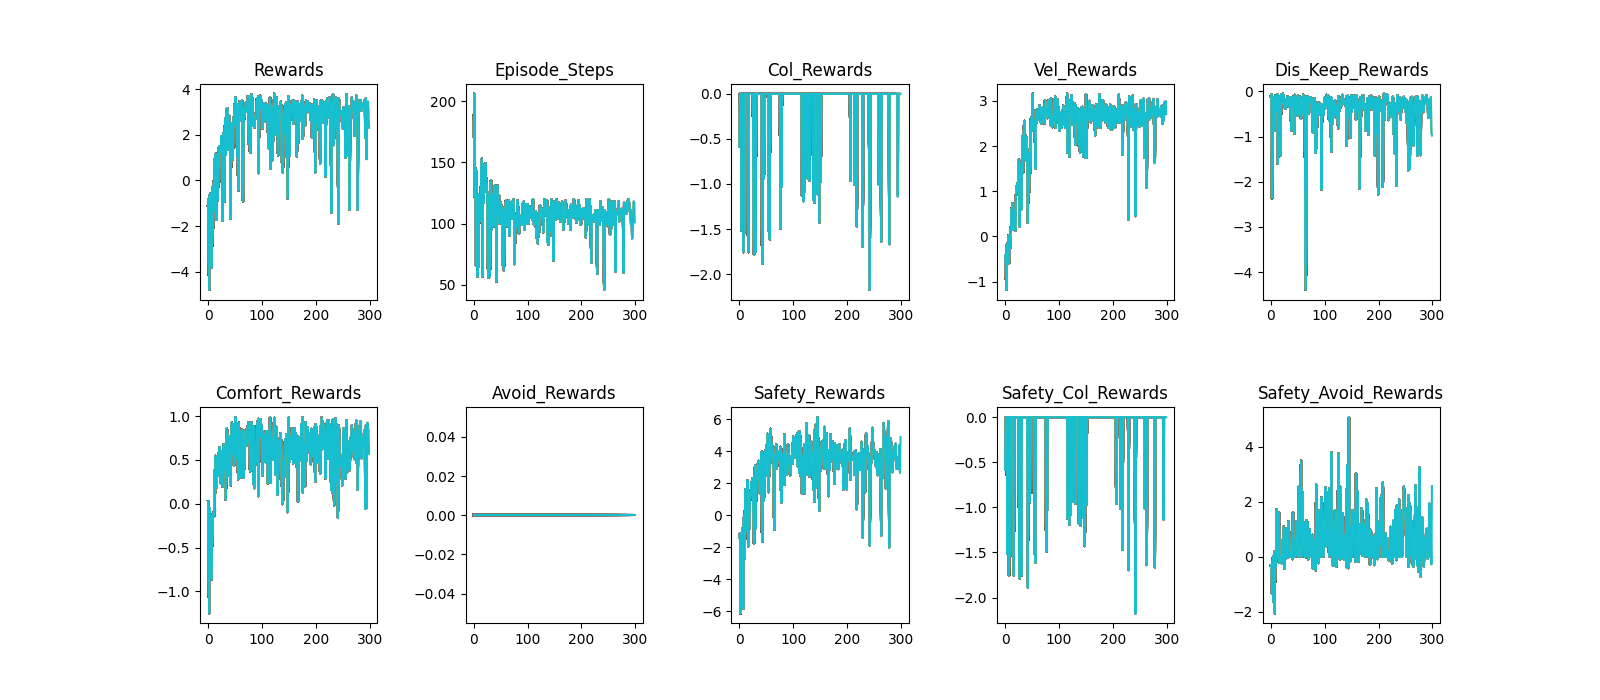 Rewards
4
2
0
−2
−4
0 100 200 300
Episode_Steps
200
150
100
50
0 100 200 300
Col_Rewards
0.0
−0.5
−1.0
−1.5
−2.0
0 100 200 300
Vel_Rewards
3
2
1
0
−1
0 100 200 300
Dis_Keep_Rewards
0
−1
−2
−3
−4
0 100 200 300
Comfort_Rewards
1.0
0.5
0.0
−0.5
−1.0
0 100 200 300
Avoid_Rewards
0.04
0.02
0.00
−0.02
−0.04
0 100 200 300
Safety_Rewards
6
4
2
0
−2
−4
−6
0 100 200 300
Safety_Col_Rewards
0.0
−0.5
−1.0
−1.5
−2.0
0 100 200 300
Safety_Avoid_Rewards
4
2
0
−2
0 100 200 300